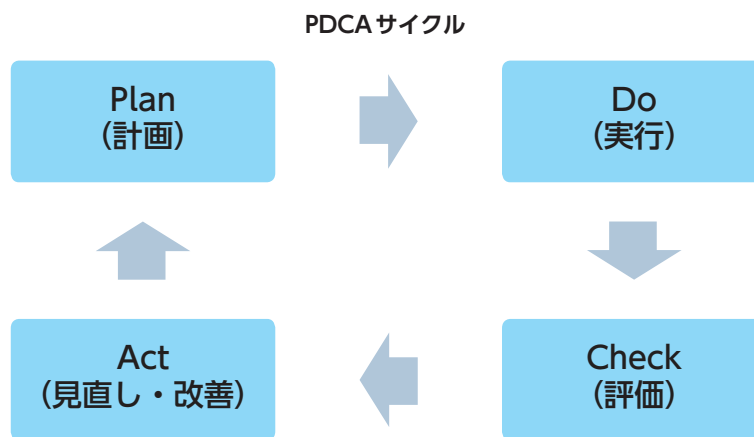 PDCAサイクル
Plan
(計画)
Do
(実行)
Act
(見直し・改善)
Check
(評価)